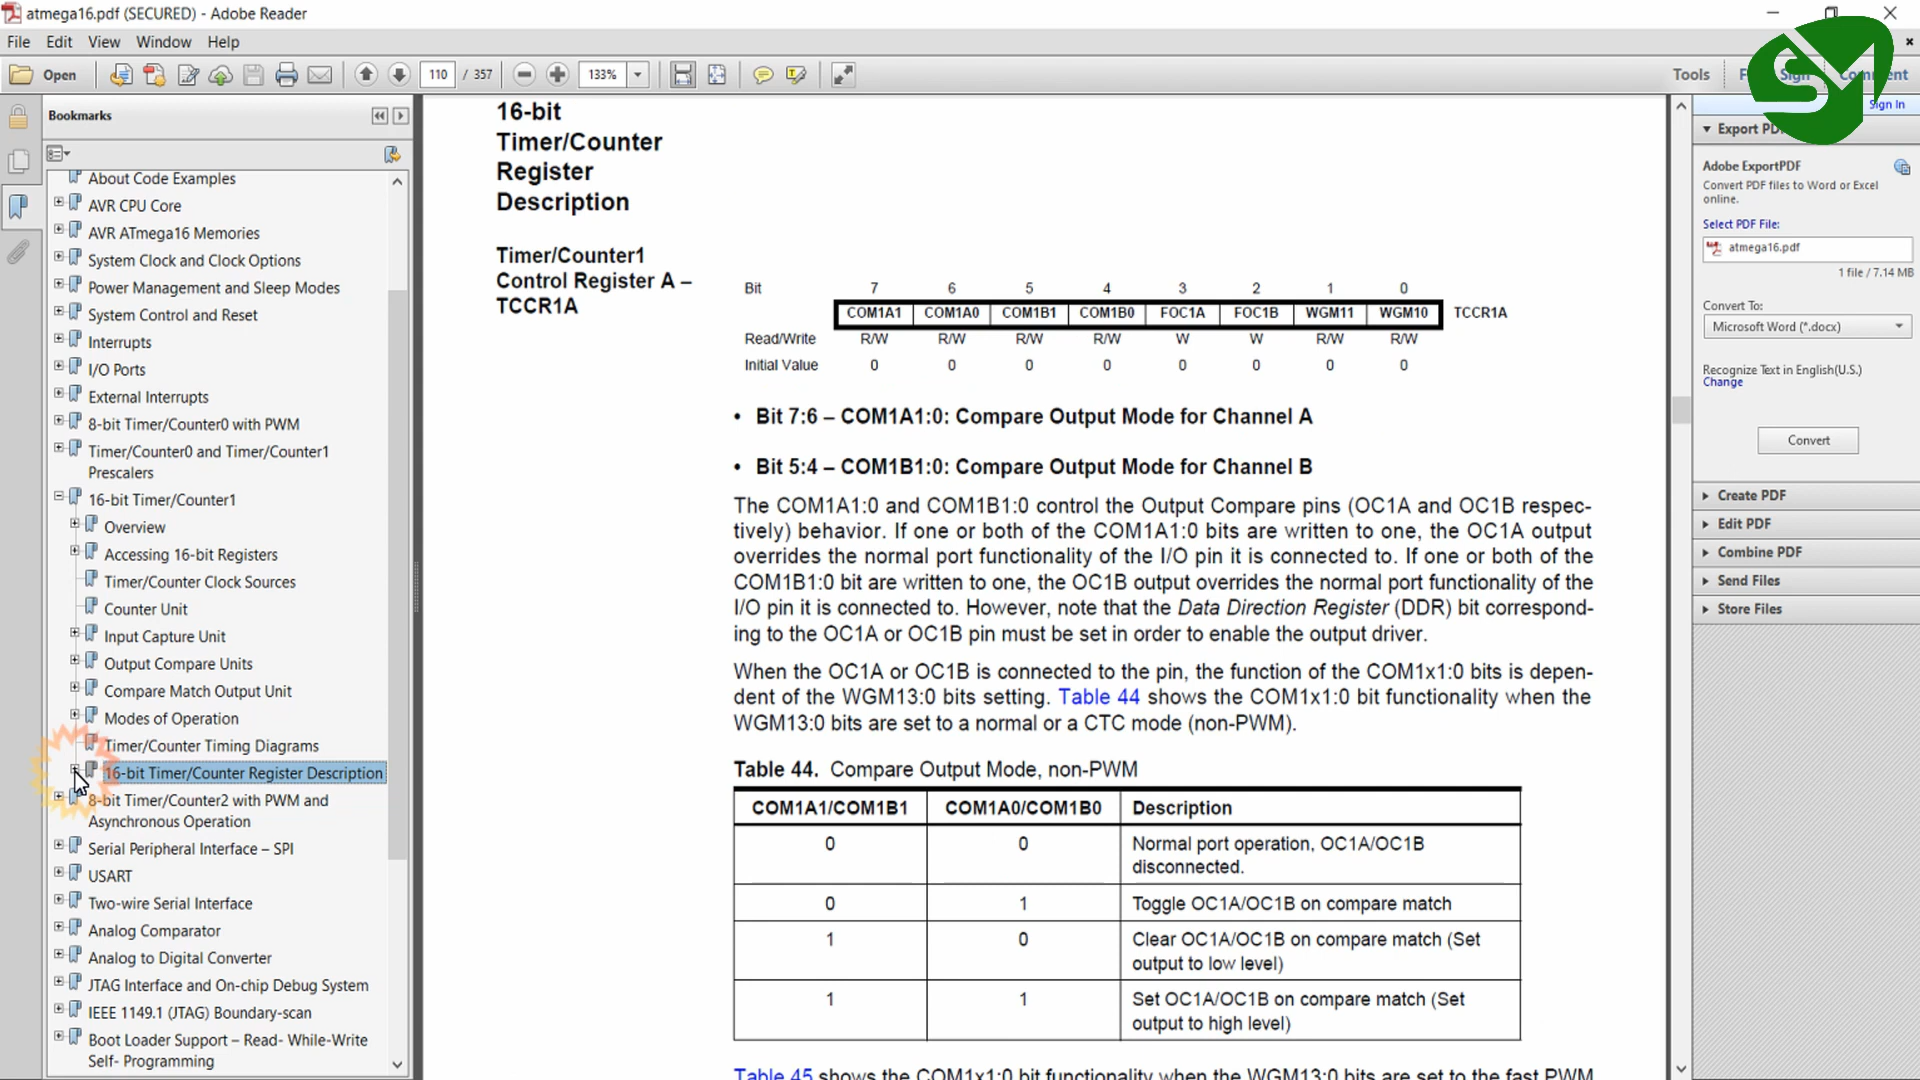 atmega16.pdf (SECURED) - Adobe Reader
File Edit View Window Help
Open 110 / 357 133% Tools Sign Comment
SM
Sign In
Bookmarks
About Code Examples
AVR CPU Core
AVR ATmega16 Memories
System Clock and Clock Options
Power Management and Sleep Modes
System Control and Reset
Interrupts
I/O Ports
External Interrupts
8-bit Timer/Counter0 with PWM
Timer/Counter0 and Timer/Counter1
Prescalers
16-bit Timer/Counter1
Overview
Accessing 16-bit Registers
Timer/Counter Clock Sources
Counter Unit
Input Capture Unit
Output Compare Units
Compare Match Output Unit
Modes of Operation
Timer/Counter Timing Diagrams
16-bit Timer/Counter Register Description
8-bit Timer/Counter2 with PWM and
Asynchronous Operation
Serial Peripheral Interface – SPI
USART
Two-wire Serial Interface
Analog Comparator
Analog to Digital Converter
JTAG Interface and On-chip Debug System
IEEE 1149.1 (JTAG) Boundary-scan
Boot Loader Support – Read- While-Write
Self- Programming
16-bit
Timer/Counter
Register
Description
Timer/Counter1
Control Register A –
TCCR1A
Bit 7 6 5 4 3 2 1 0
COM1A1 COM1A0 COM1B1 COM1B0 FOC1A FOC1B WGM11 WGM10 TCCR1A
Read/Write R/W R/W R/W R/W W W R/W R/W
Initial Value 0 0 0 0 0 0 0 0
• Bit 7:6 – COM1A1:0: Compare Output Mode for Channel A
• Bit 5:4 – COM1B1:0: Compare Output Mode for Channel B
The COM1A1:0 and COM1B1:0 control the Output Compare pins (OC1A and OC1B respec-
tively) behavior. If one or both of the COM1A1:0 bits are written to one, the OC1A output
overrides the normal port functionality of the I/O pin it is connected to. If one or both of the
COM1B1:0 bit are written to one, the OC1B output overrides the normal port functionality of the
I/O pin it is connected to. However, note that the Data Direction Register (DDR) bit correspond-
ing to the OC1A or OC1B pin must be set in order to enable the output driver.
When the OC1A or OC1B is connected to the pin, the function of the COM1x1:0 bits is depen-
dent of the WGM13:0 bits setting. Table 44 shows the COM1x1:0 bit functionality when the
WGM13:0 bits are set to a normal or a CTC mode (non-PWM).
Table 44. Compare Output Mode, non-PWM
COM1A1/COM1B1 COM1A0/COM1B0 Description
0 0 Normal port operation, OC1A/OC1B
disconnected.
0 1 Toggle OC1A/OC1B on compare match
1 0 Clear OC1A/OC1B on compare match (Set
output to low level)
1 1 Set OC1A/OC1B on compare match (Set
output to high level)
Table 45 shows the COM1x1:0 bit functionality when the WGM13:0 bits are set to the fast PWM
Export PDF
Adobe ExportPDF
Convert PDF files to Word or Excel
online.
Select PDF File:
atmega16.pdf
1 file / 7.14 MB
Convert To:
Microsoft Word (*.docx)
Recognize Text in English(U.S.)
Change
Convert
Create PDF
Edit PDF
Combine PDF
Send Files
Store Files